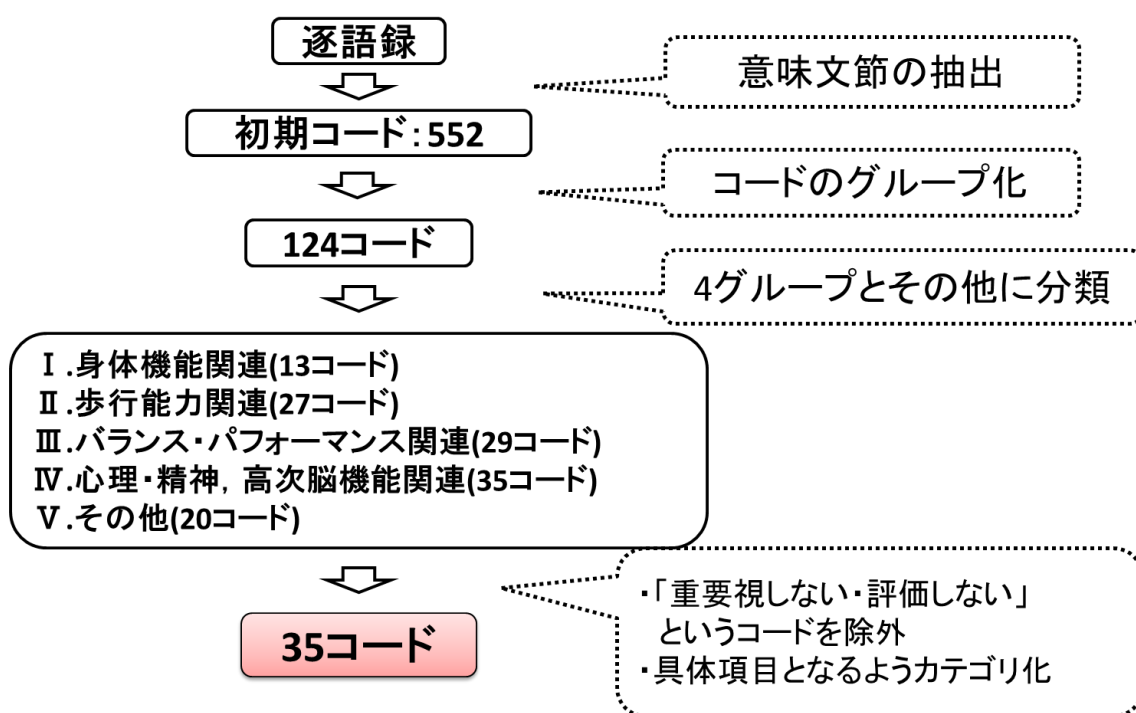 逐語録
意味文節の抽出
初期コード:552
コードのグループ化
124コード
4グループとその他に分類
Ⅰ.身体機能関連(13コード)
Ⅱ.歩行能力関連(27コード)
Ⅲ.バランス・パフォーマンス関連(29コード)
Ⅳ.心理・精神, 高次脳機能関連(35コード)
Ⅴ.その他(20コード)
・「重要視しない・評価しない」
というコードを除外
・具体項目となるようカテゴリ化
35コード